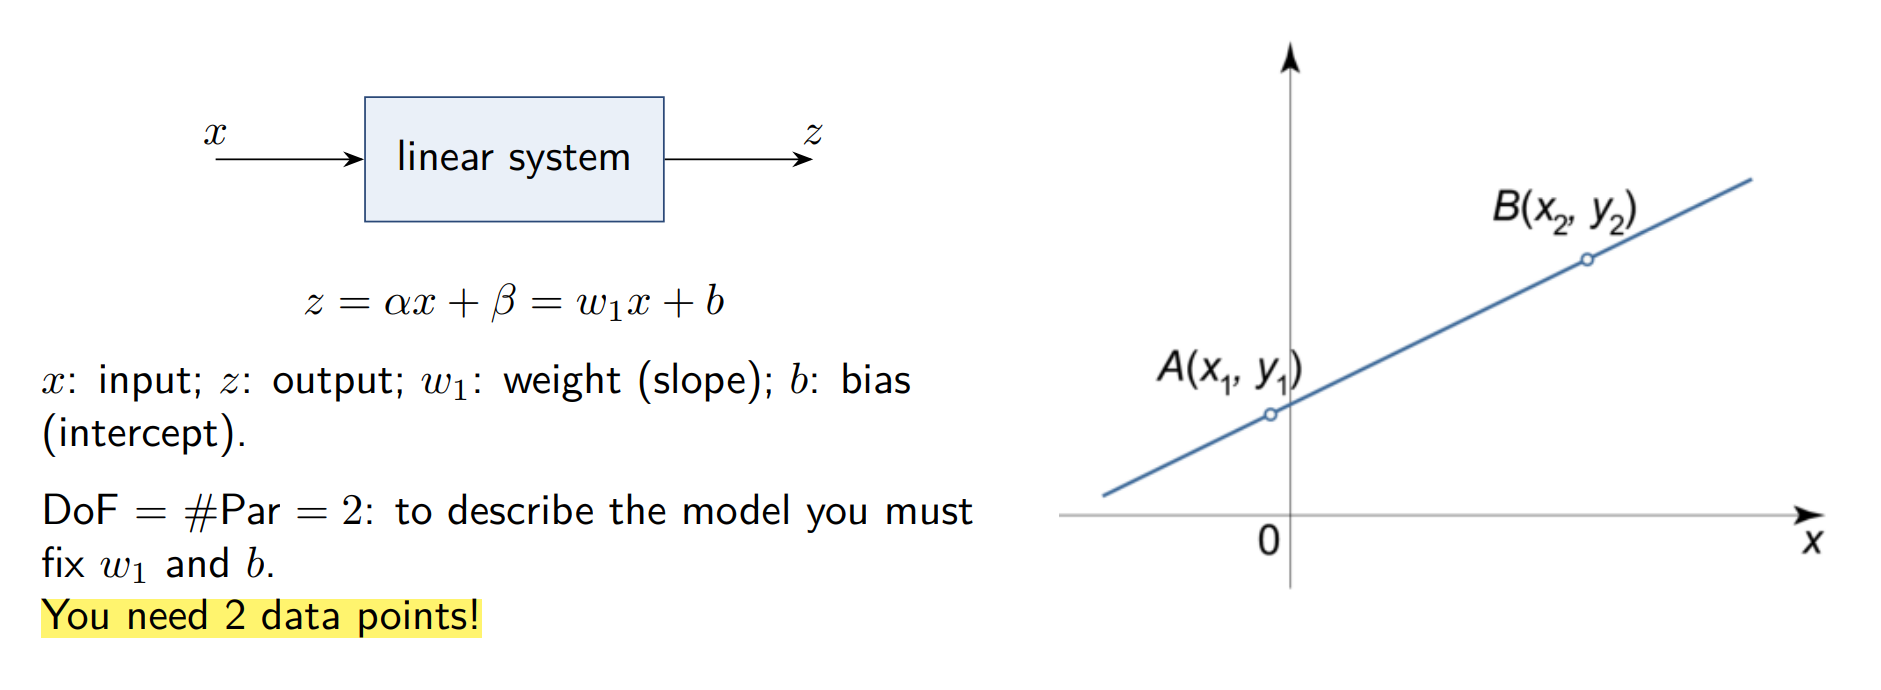 x
linear system
z
z = αx + β = w₁x + b
x: input; z: output; w₁: weight (slope); b: bias
(intercept).
DoF = #Par = 2: to describe the model you must
fix w₁ and b.
You need 2 data points!
B(x₂, y₂)
A(x₁, y₁)
0
x